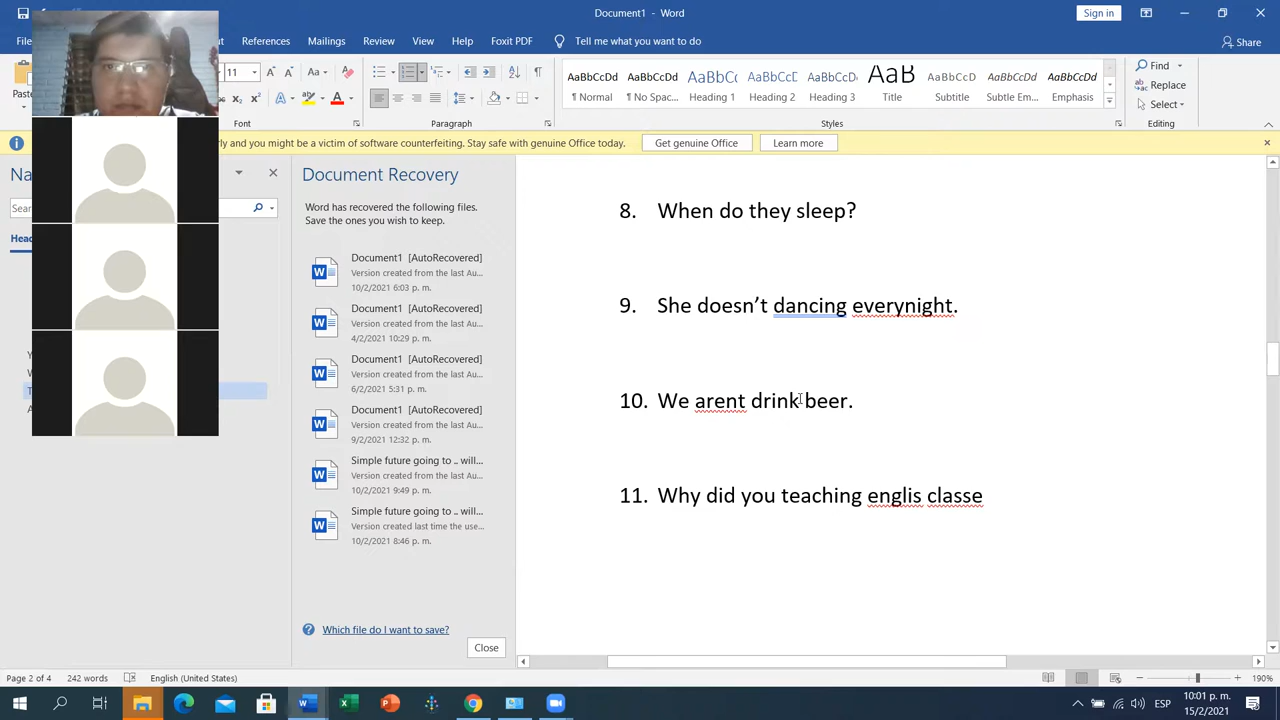 Document1 - Word
Sign in
References Mailings Review View Help Foxit PDF Tell me what you want to do Share
11
AaBbCcDd AaBbCcDd AaBbC AaBbCcD AaBbCcD AaB AaBbCcD AaBbCcDd AaBbCcDd
¶ Normal ¶ No Spac... Heading 1 Heading 2 Heading 3 Title Subtitle Subtle Em... Emphasis
Find
Replace
Select
Font Paragraph Styles Editing
and you might be a victim of software counterfeiting. Stay safe with genuine Office today. Get genuine Office Learn more
Document Recovery
Word has recovered the following files.
Save the ones you wish to keep.
Document1 [AutoRecovered]
Version created from the last Au...
10/2/2021 6:03 p. m.
Document1 [AutoRecovered]
Version created from the last Au...
4/2/2021 10:29 p. m.
Document1 [AutoRecovered]
Version created from the last Au...
6/2/2021 5:31 p. m.
Document1 [AutoRecovered]
Version created from the last Au...
9/2/2021 12:32 p. m.
Simple future going to .. will...
Version created from the last Au...
10/2/2021 9:49 p. m.
Simple future going to .. will...
Version created last time the use...
10/2/2021 8:46 p. m.
Which file do I want to save?
Close
8. When do they sleep?
9. She doesn’t dancing everynight.
10. We arent drink beer.
11. Why did you teaching englis classe
Page 2 of 4 242 words English (United States) 190%
ESP
10:01 p. m.
15/2/2021